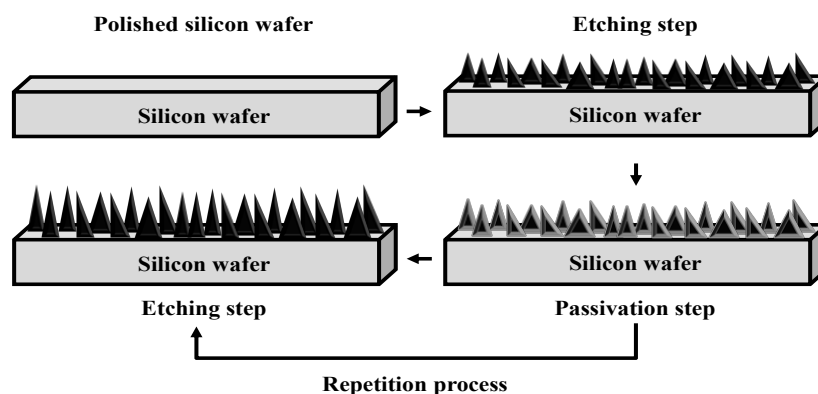 Polished silicon wafer
Etching step
Silicon wafer
Silicon wafer
Silicon wafer
Silicon wafer
Etching step
Passivation step
Repetition process